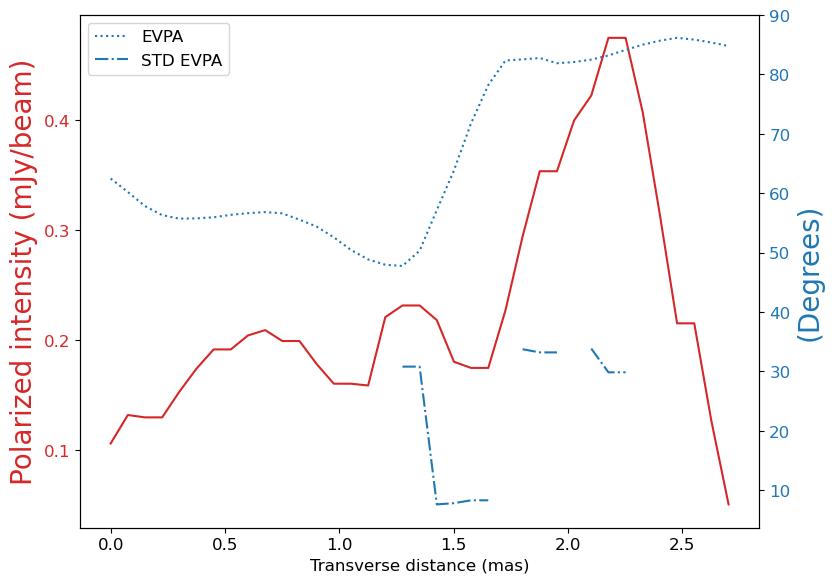 EVPA
STD EVPA
Polarized intensity (mJy/beam)
0.4
0.3
0.2
0.1
90
80
70
60
50
40
30
20
10
(Degrees)
0.0 0.5 1.0 1.5 2.0 2.5
Transverse distance (mas)